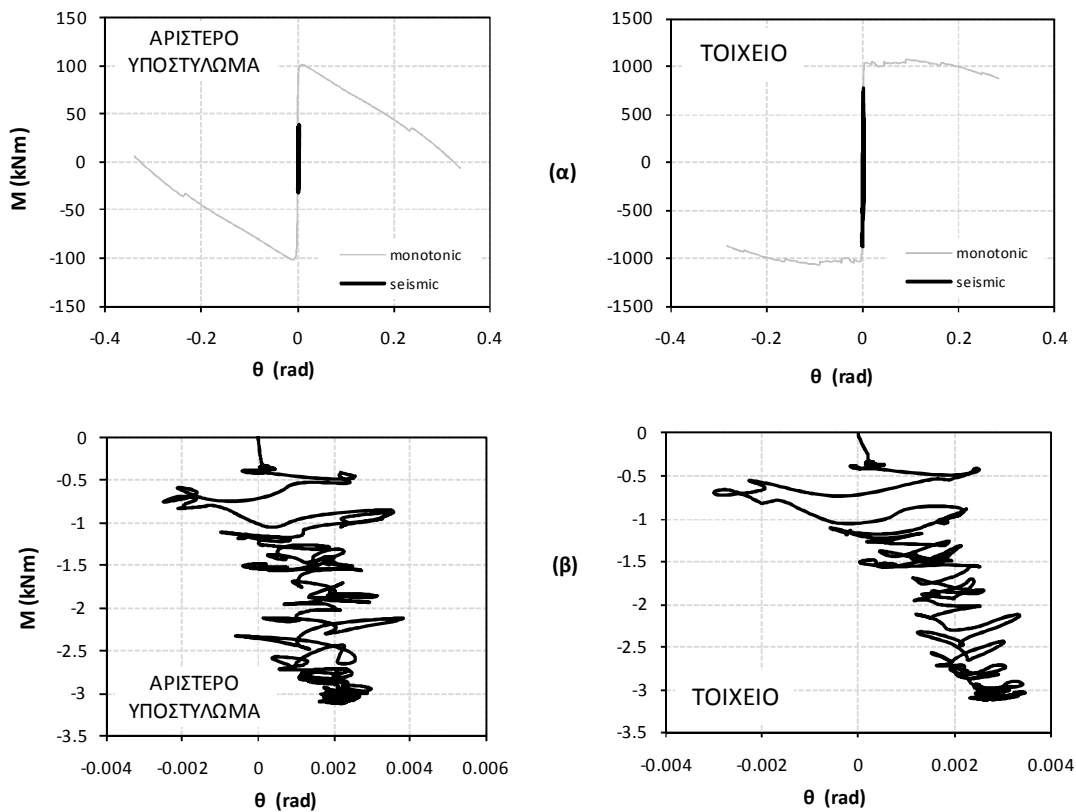 150
100
50
0
-50
-100
-150
M (kNm)
ΑΡΙΣΤΕΡΟ
ΥΠΟΣΤΥΛΩΜΑ
monotonic
seismic
-0.4 -0.2 0 0.2 0.4
θ (rad)
(α)
1500
1000
500
0
-500
-1000
-1500
ΤΟΙΧΕΙΟ
monotonic
seismic
-0.4 -0.2 0 0.2 0.4
θ (rad)
0
-0.5
-1
-1.5
-2
-2.5
-3
-3.5
M (kNm)
ΑΡΙΣΤΕΡΟ
ΥΠΟΣΤΥΛΩΜΑ
-0.004 -0.002 0 0.002 0.004 0.006
θ (rad)
(β)
0
-0.5
-1
-1.5
-2
-2.5
-3
-3.5
ΤΟΙΧΕΙΟ
-0.004 -0.002 0 0.002 0.004
θ (rad)